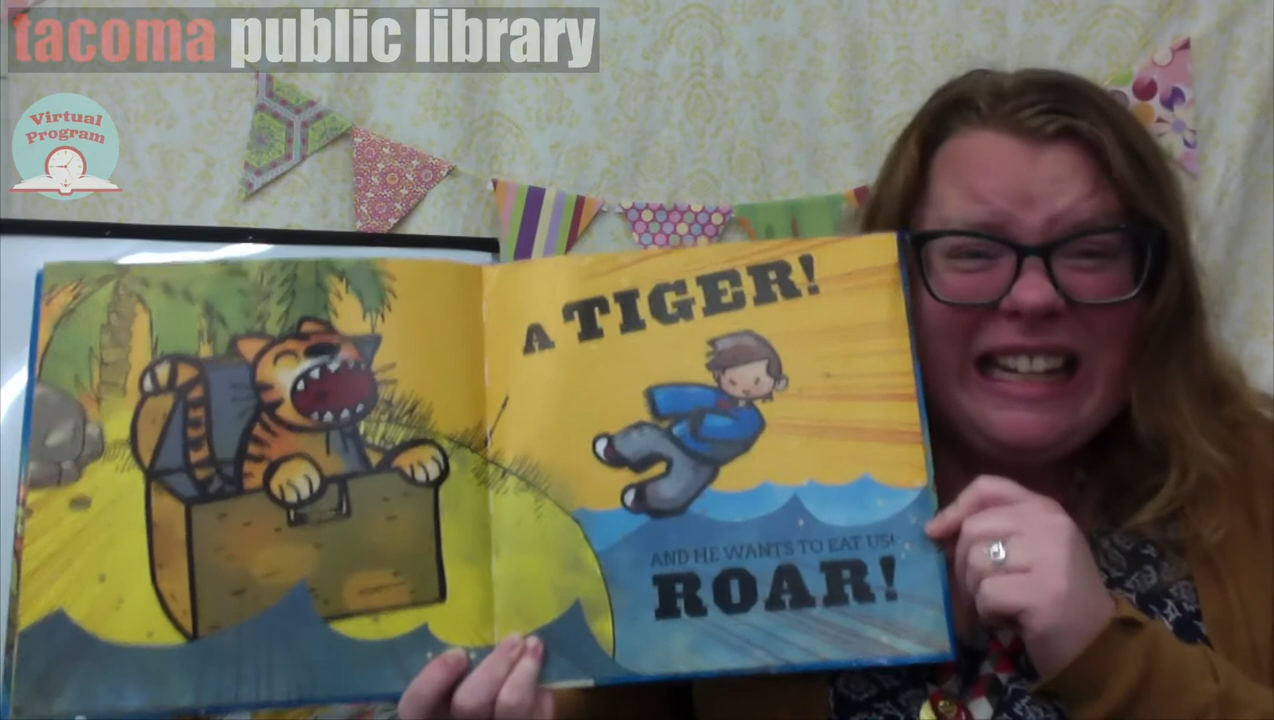 tacoma public library
Virtual
Program
A TIGER!
AND HE WANTS TO EAT US!
ROAR!